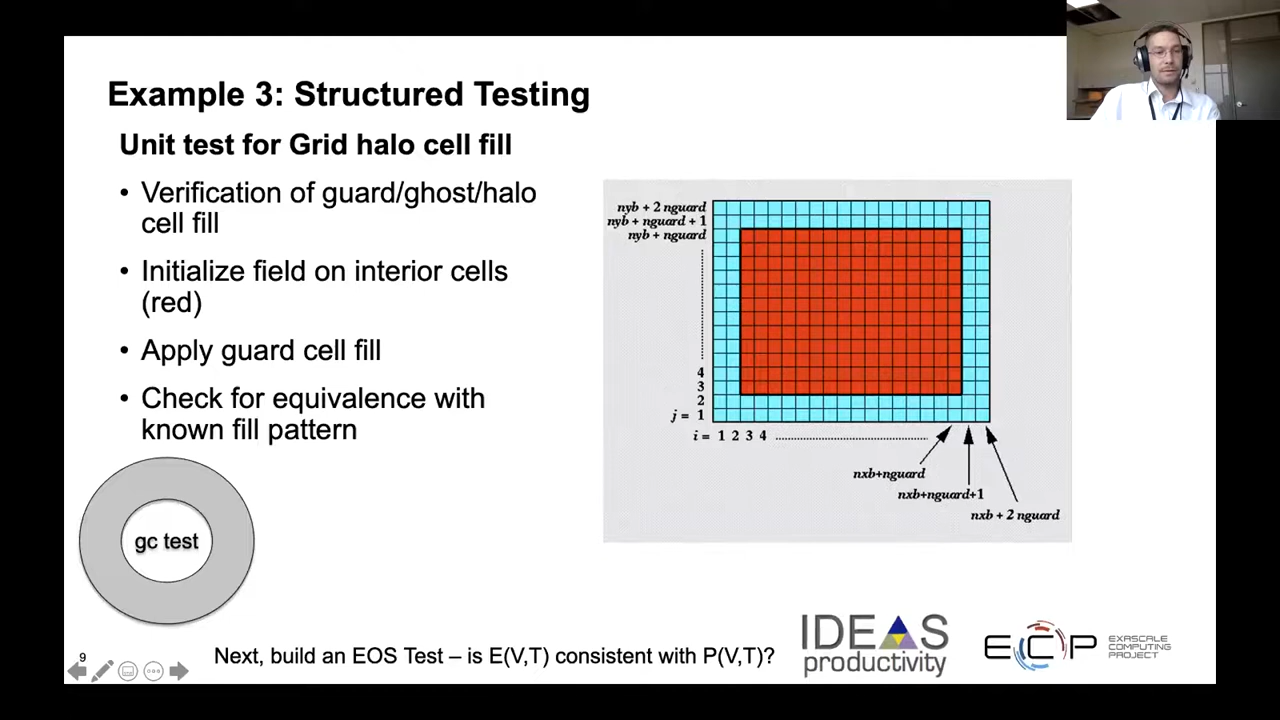 Example 3: Structured Testing
Unit test for Grid halo cell fill
• Verification of guard/ghost/halo
cell fill
• Initialize field on interior cells
(red)
• Apply guard cell fill
• Check for equivalence with
known fill pattern
gc test
nyb + 2 nguard
nyb + nguard + 1
nyb + nguard
4
3
2
j = 1
i = 1 2 3 4
nxb+nguard
nxb+nguard+1
nxb + 2 nguard
9
Next, build an EOS Test – is E(V,T) consistent with P(V,T)?
IDEAS
productivity
ECP
EXASCALE
COMPUTING
PROJECT